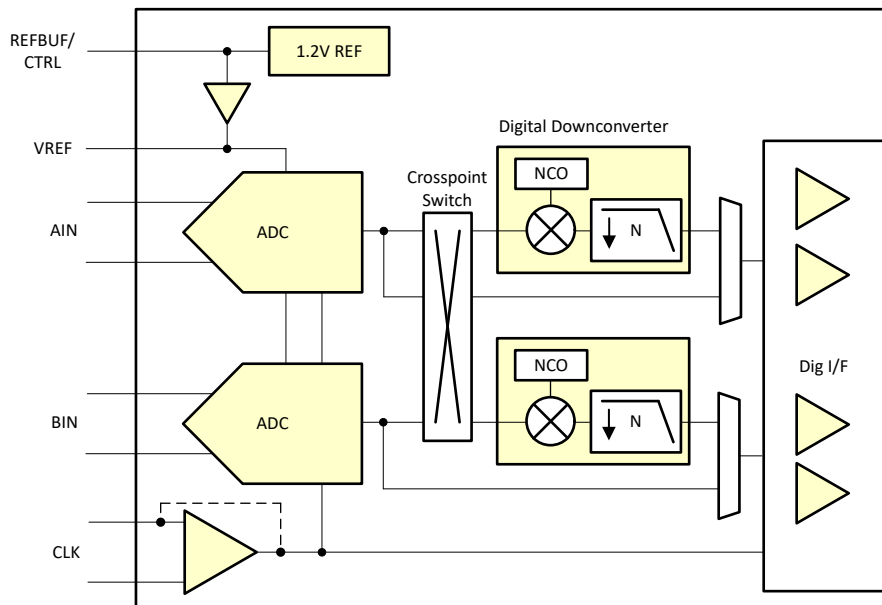 REFBUF/
CTRL
1.2V REF
VREF
Digital Downconverter
NCO
Crosspoint
Switch
N
AIN
ADC
NCO
Dig I/F
N
BIN
ADC
CLK